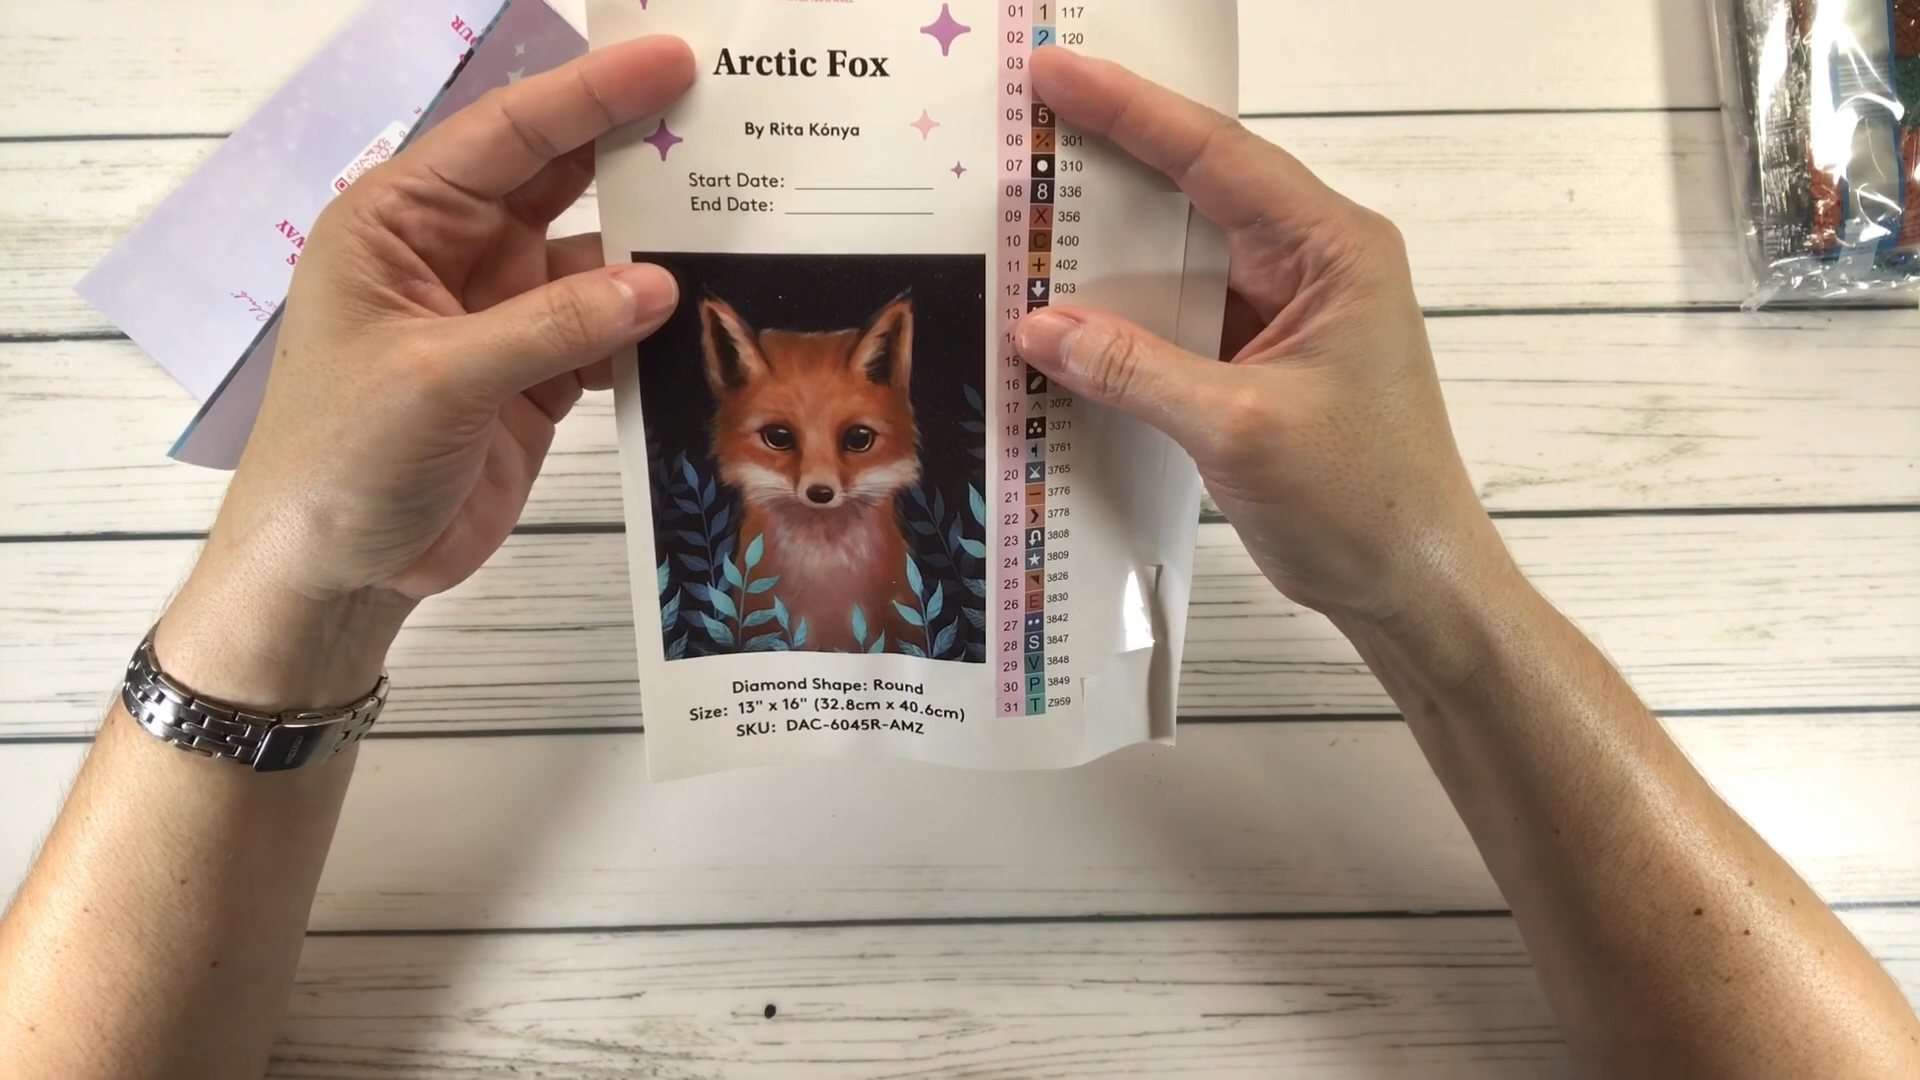 Arctic Fox
By Rita Kónya
Start Date:
End Date:
Diamond Shape: Round
Size: 13" x 16" (32.8cm x 40.6cm)
SKU: DAC-6045R-AMZ
01 1 117
02 2 120
03
04
05 5
06 301
07 310
08 8 336
09 X 356
10 C 400
11 + 402
12 803
13
14
15
16
17 ^ 3072
18 3371
19 3761
20 3765
21 − 3776
22 3778
23 3808
24 ★ 3809
25 3826
26 E 3830
27 3842
28 S 3847
29 V 3848
30 P 3849
31 T Z959
WAY